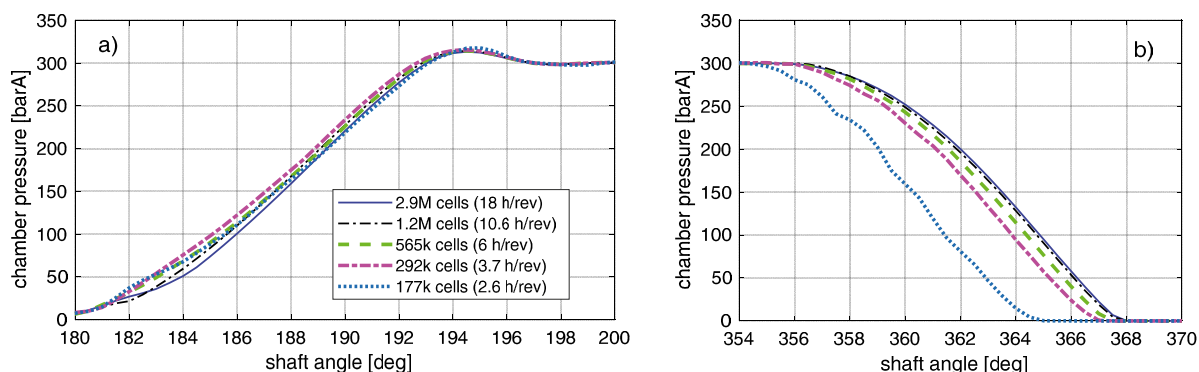 a)
350
300
250
200
150
100
50
0
chamber pressure [barA]
2.9M cells (18 h/rev)
1.2M cells (10.6 h/rev)
565k cells (6 h/rev)
292k cells (3.7 h/rev)
177k cells (2.6 h/rev)
180 182 184 186 188 190 192 194 196 198 200
shaft angle [deg]
b)
350
300
250
200
150
100
50
0
chamber pressure [barA]
354 356 358 360 362 364 366 368 370
shaft angle [deg]